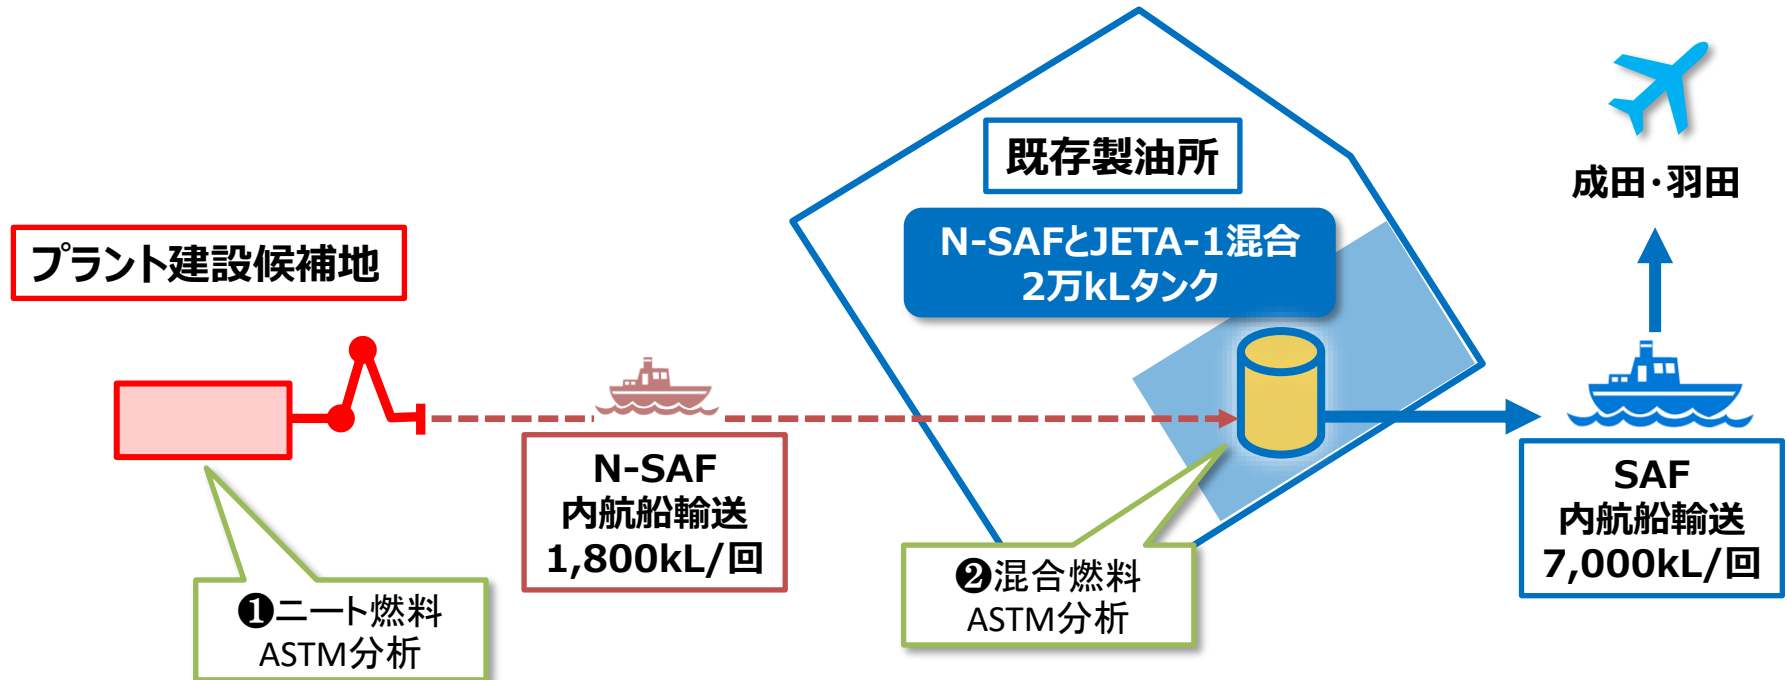 プラント建設候補地
❶ニート燃料
ASTM分析
N-SAF
内航船輸送
1,800kL/回
既存製油所
N-SAFとJETA-1混合
2万kLタンク
❷混合燃料
ASTM分析
成田･羽田
SAF
内航船輸送
7,000kL/回